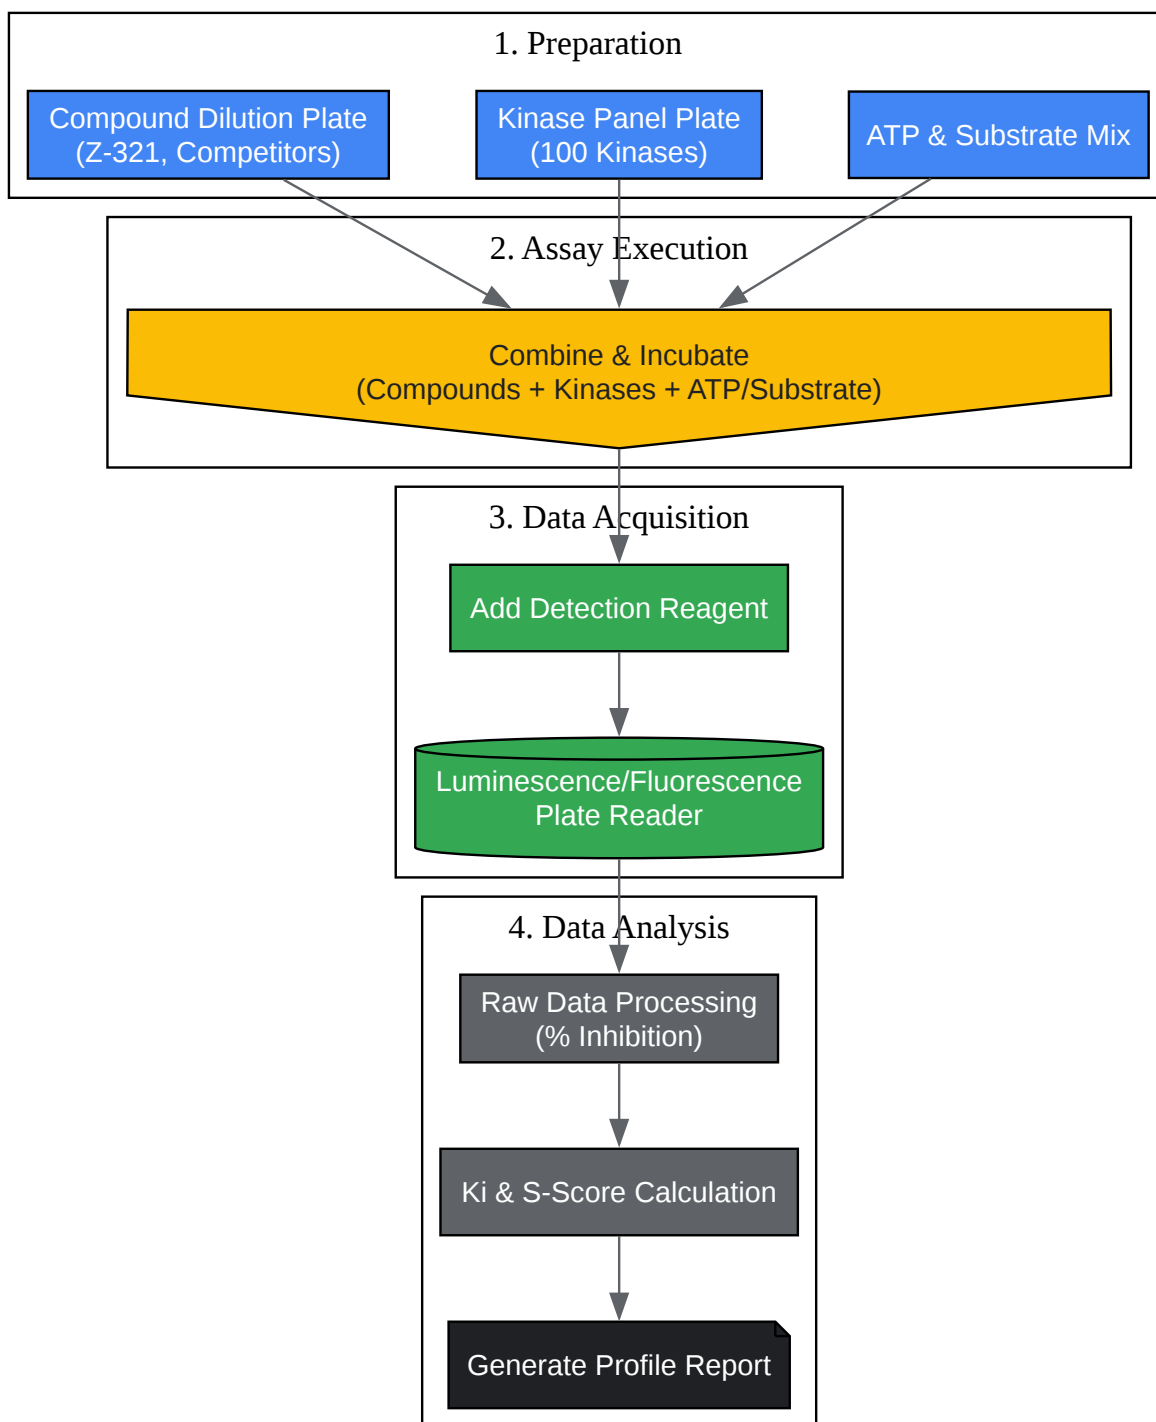 1. Preparation
Compound Dilution Plate
(Z-321, Competitors)
Kinase Panel Plate
(100 Kinases)
ATP & Substrate Mix
2. Assay Execution
Combine & Incubate
(Compounds + Kinases + ATP/Substrate)
3. Data Acquisition
Add Detection Reagent
Luminescence/Fluorescence
Plate Reader
4. Data Analysis
Raw Data Processing
(% Inhibition)
Ki & S-Score Calculation
Generate Profile Report